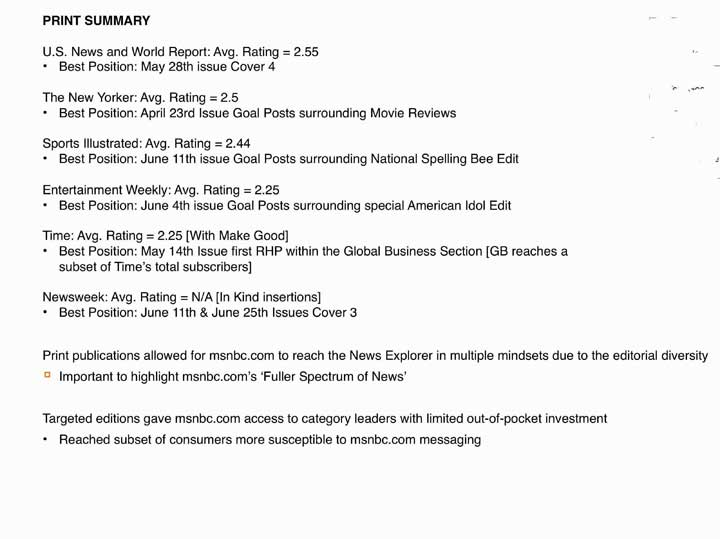 PRINT SUMMARY
U.S. News and World Report: Avg. Rating = 2.55
• Best Position: May 28th issue Cover 4
The New Yorker: Avg. Rating = 2.5
• Best Position: April 23rd Issue Goal Posts surrounding Movie Reviews
Sports Illustrated: Avg. Rating = 2.44
• Best Position: June 11th issue Goal Posts surrounding National Spelling Bee Edit
Entertainment Weekly: Avg. Rating = 2.25
• Best Position: June 4th issue Goal Posts surrounding special American Idol Edit
Time: Avg. Rating = 2.25 [With Make Good]
• Best Position: May 14th Issue first RHP within the Global Business Section [GB reaches a
subset of Time's total subscribers]
Newsweek: Avg. Rating = N/A [In Kind insertions]
• Best Position: June 11th & June 25th Issues Cover 3
Print publications allowed for msnbc.com to reach the News Explorer in multiple mindsets due to the editorial diversity
Important to highlight msnbc.com's 'Fuller Spectrum of News'
Targeted editions gave msnbc.com access to category leaders with limited out-of-pocket investment
• Reached subset of consumers more susceptible to msnbc.com messaging